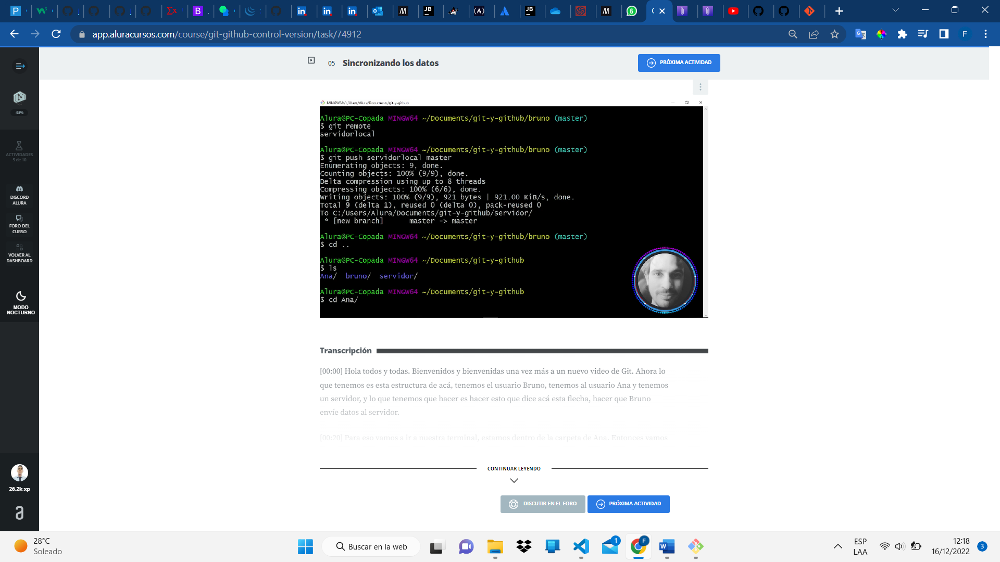 app.aluracursos.com/course/git-github-control-version/task/74912
05 Sincronizando los datos
PRÓXIMA ACTIVIDAD
43%
ACTIVIDADES
5 de 10
DISCORD
ALURA
FORO DEL
CURSO
VOLVER AL
DASHBOARD
MODO
NOCTURNO
26.2k xp
MINGW64:/c/Users/Alura/Documents/git-y-github
Alura@PC-Copada MINGW64 ~/Documents/git-y-github/bruno (master)
$ git remote
servidorlocal
Alura@PC-Copada MINGW64 ~/Documents/git-y-github/bruno (master)
$ git push servidorlocal master
Enumerating objects: 9, done.
Counting objects: 100% (9/9), done.
Delta compression using up to 8 threads
Compressing objects: 100% (6/6), done.
Writing objects: 100% (9/9), 921 bytes | 921.00 KiB/s, done.
Total 9 (delta 1), reused 0 (delta 0), pack-reused 0
To C:/Users/Alura/Documents/git-y-github/servidor/
* [new branch]      master -> master
Alura@PC-Copada MINGW64 ~/Documents/git-y-github/bruno (master)
$ cd ..
Alura@PC-Copada MINGW64 ~/Documents/git-y-github
$ ls
Ana/  bruno/  servidor/
Alura@PC-Copada MINGW64 ~/Documents/git-y-github
$ cd Ana/
Transcripción
[00:00] Hola todos y todas. Bienvenidos y bienvenidas una vez más a un nuevo video de Git. Ahora lo
que tenemos es esta estructura de acá, tenemos el usuario Bruno, tenemos al usuario Ana y tenemos
un servidor, y lo que tenemos que hacer es hacer esto que dice acá esta flecha, hacer que Bruno
envíe datos al servidor.
[00:20] Para eso vamos a ir a nuestra terminal, estamos dentro de la carpeta de Ana. Entonces vamos
CONTINUAR LEYENDO
DISCUTIR EN EL FORO
PRÓXIMA ACTIVIDAD
28°C
Soleado
Buscar en la web
1
F
ESP
LAA
12:18
16/12/2022
3